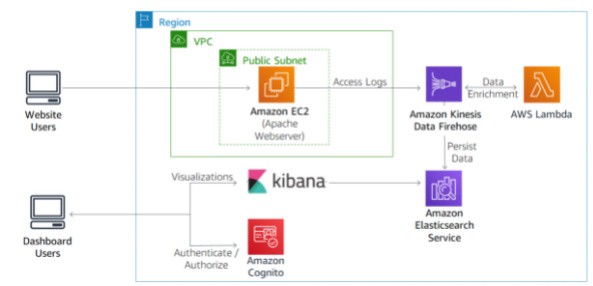 Region
VPC
Public Subnet
Website
Users
Amazon EC2
(Apache
Webserver)
Access Logs
Amazon Kinesis
Data Firehose
Data
Enrichment
AWS Lambda
Persist
Data
Visualizations
kibana
Amazon
Elasticsearch
Service
Dashboard
Users
Authenticate /
Authorize
Amazon
Cognito